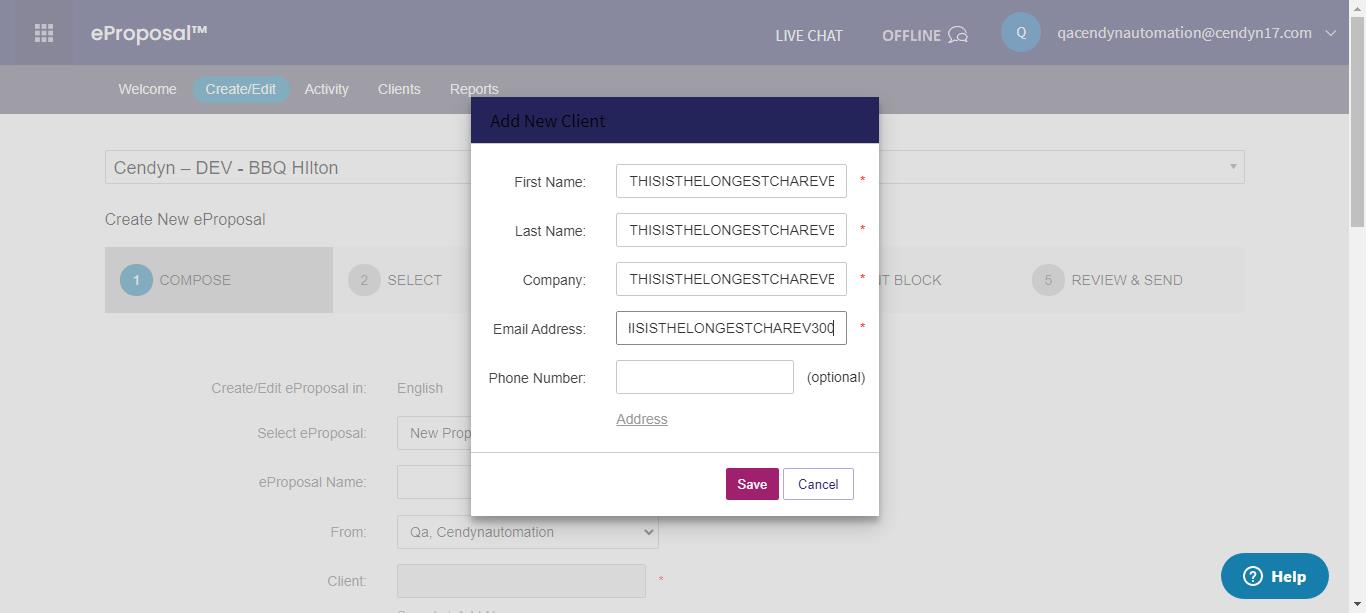 eProposal™ LIVE CHAT OFFLINE Q qacendynautomation@cendyn17.com
Welcome Create/Edit Activity Clients Reports
Add New Client
Cendyn – DEV - BBQ HIlton
First Name: THISISTHELONGESTCHAREVE *
Create New eProposal
Last Name: THISISTHELONGESTCHAREVE *
1 COMPOSE 2 SELECT
Company: THISISTHELONGESTCHAREVE *
BLOCK 5 REVIEW & SEND
Email Address: IISISTHELONGESTCHAREV300 *
Phone Number: (optional)
Address
Create/Edit eProposal in: English
Select eProposal: New Prop
eProposal Name:
Save Cancel
From: Qa, Cendynautomation
Client: *
Help